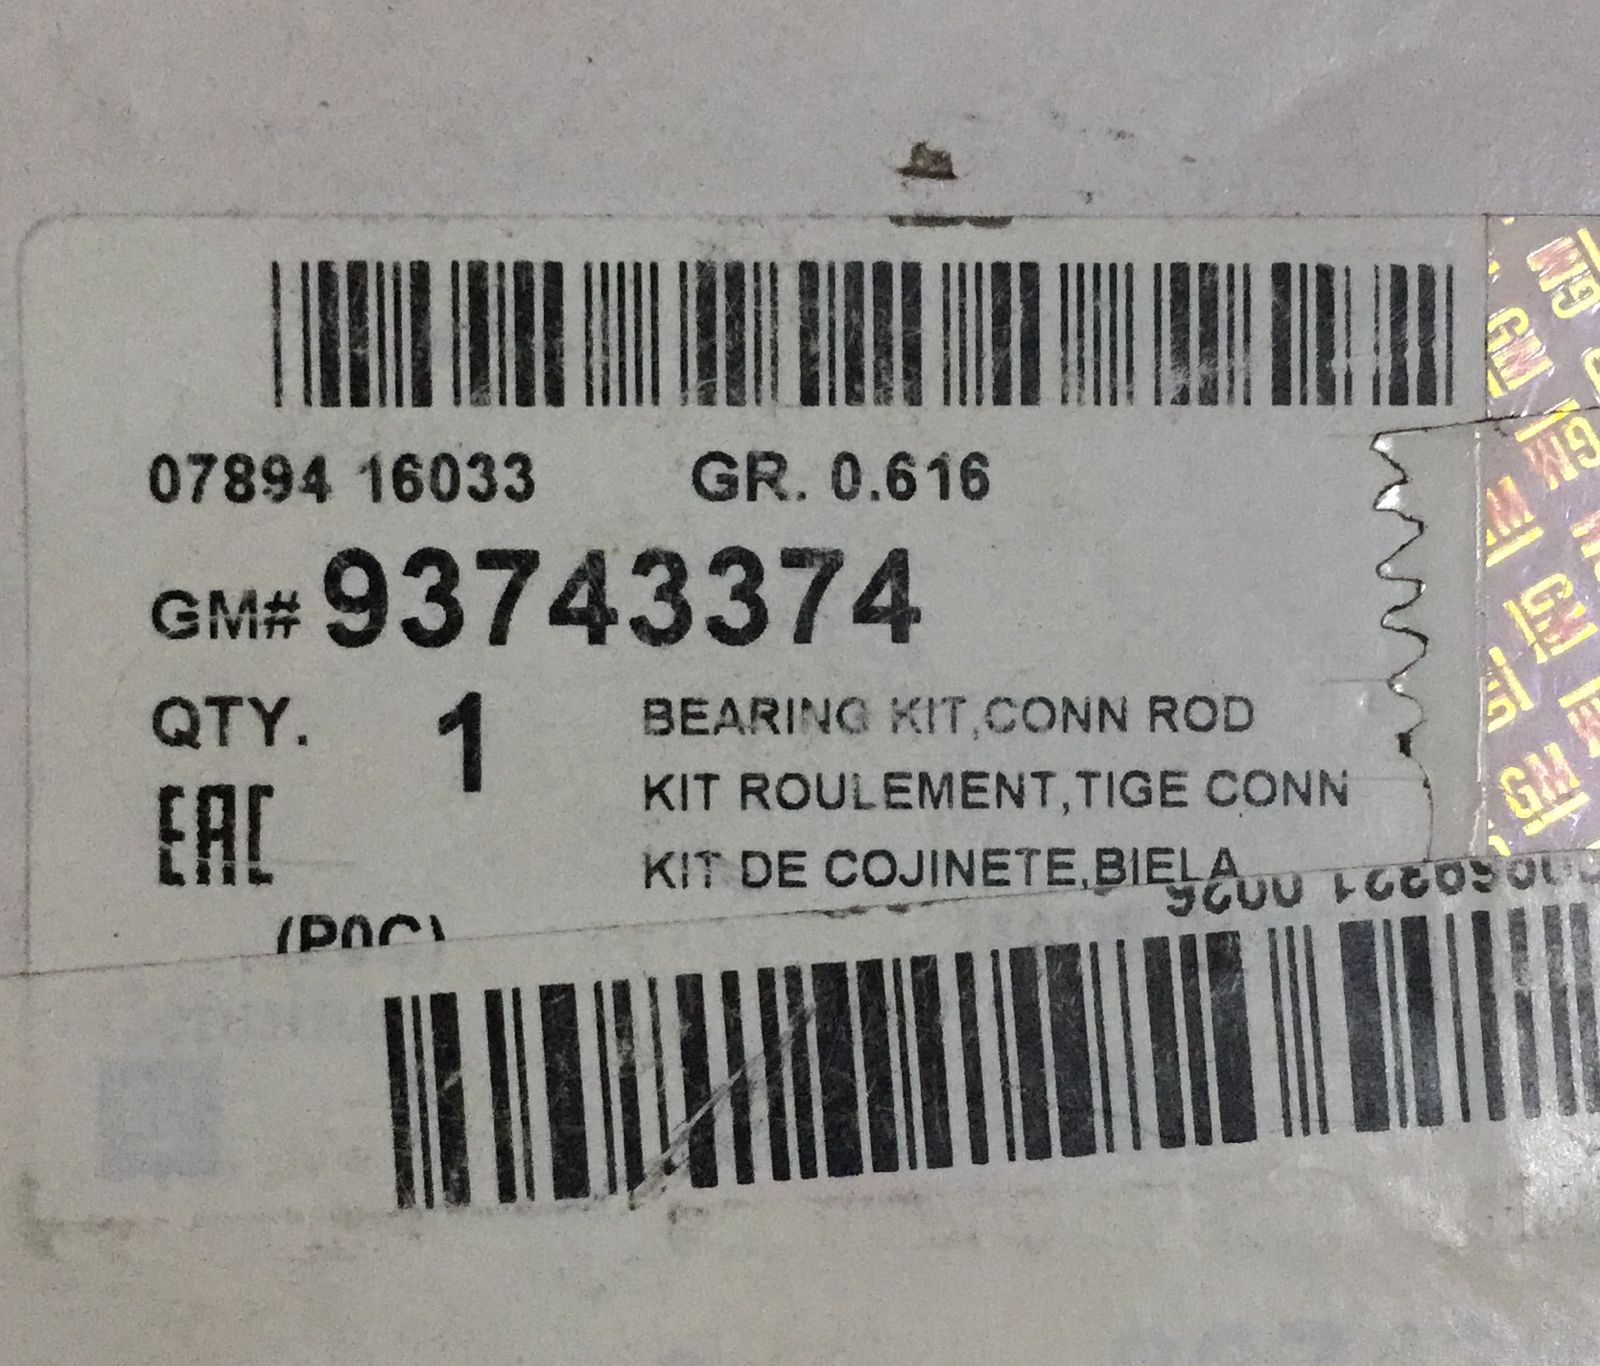 07894 16033 GR. 0.616
GM# 93743374
QTY. 1
BEARING KIT,CONN ROD
KIT ROULEMENT,TIGE CONN
KIT DE COJINETE,BIELA
EAC
GM